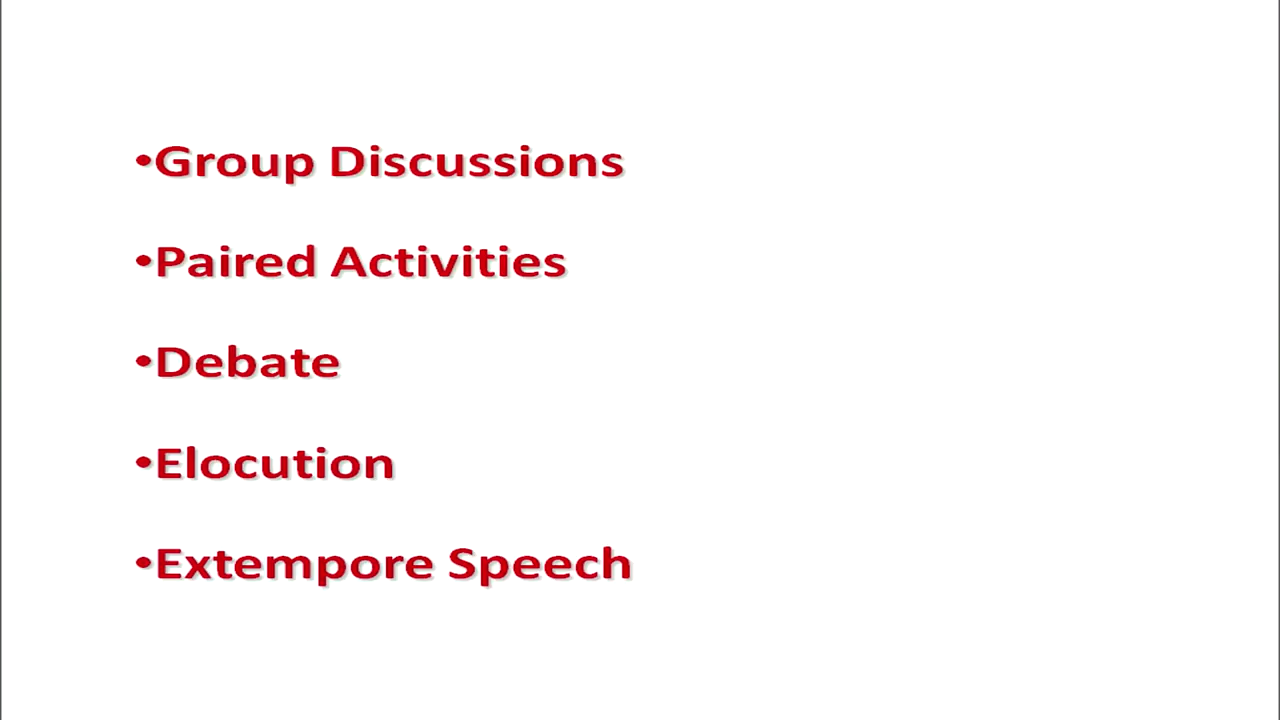 •Group Discussions
•Paired Activities
•Debate
•Elocution
•Extempore Speech